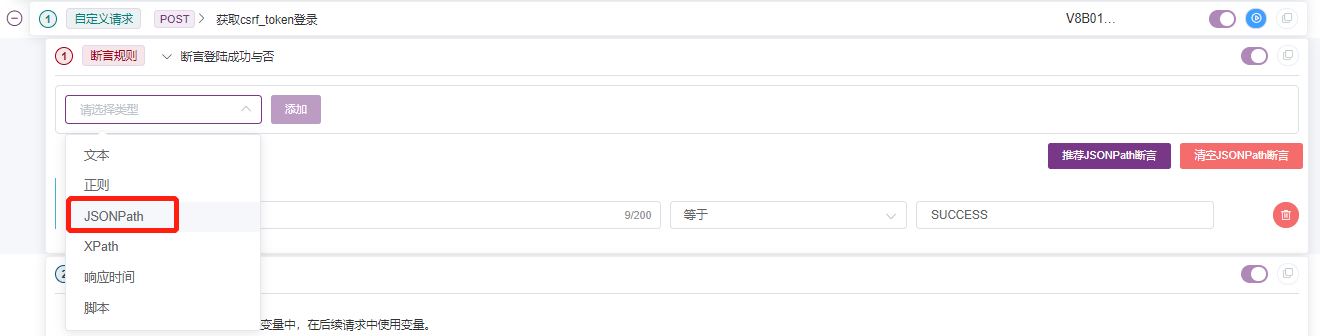 1 自定义请求 POST 获取csrf_token登录 V8B01...
1 断言规则 断言登陆成功与否
请选择类型 添加
文本
推荐JSONPath断言 清空JSONPath断言
正则
JSONPath 9/200 等于 SUCCESS
XPath
响应时间
2
脚本
变量中，在后续请求中使用变量。